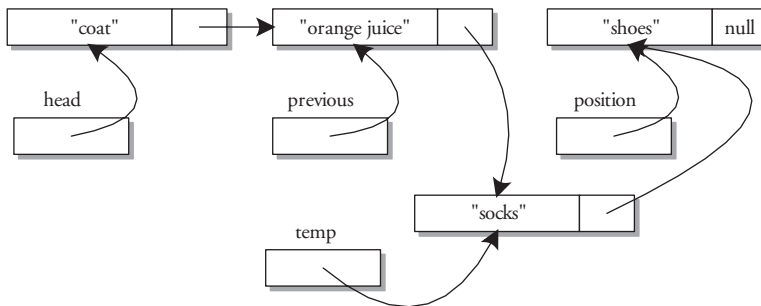 "coat"
"orange juice"
"shoes"
null
head
previous
position
"socks"
temp